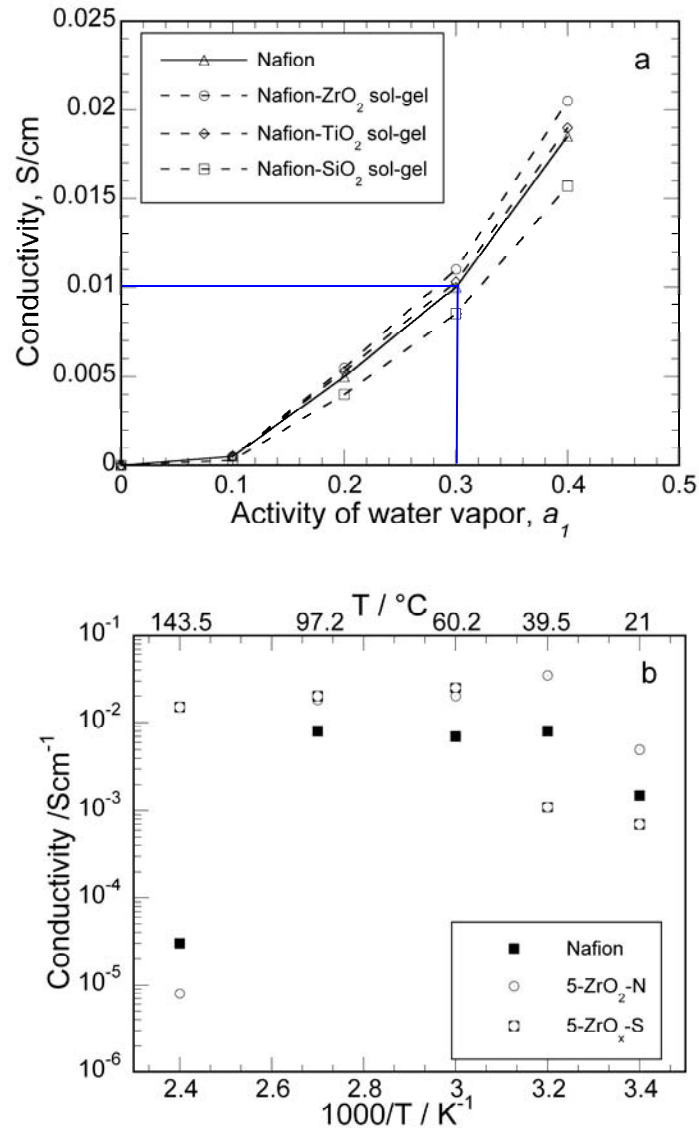 0.025
a
Nafion
Nafion-ZrO₂ sol-gel
Nafion-TiO₂ sol-gel
Nafion-SiO₂ sol-gel
0.02
0.015
0.01
0.005
0
Conductivity, S/cm
0 0.1 0.2 0.3 0.4 0.5
Activity of water vapor, a₁
T / °C
143.5 97.2 60.2 39.5 21
b
10⁻¹
10⁻²
10⁻³
10⁻⁴
10⁻⁵
10⁻⁶
Conductivity /Scm⁻¹
Nafion
5-ZrO₂-N
5-ZrOₓ-S
2.4 2.6 2.8 3 3.2 3.4
1000/T / K⁻¹